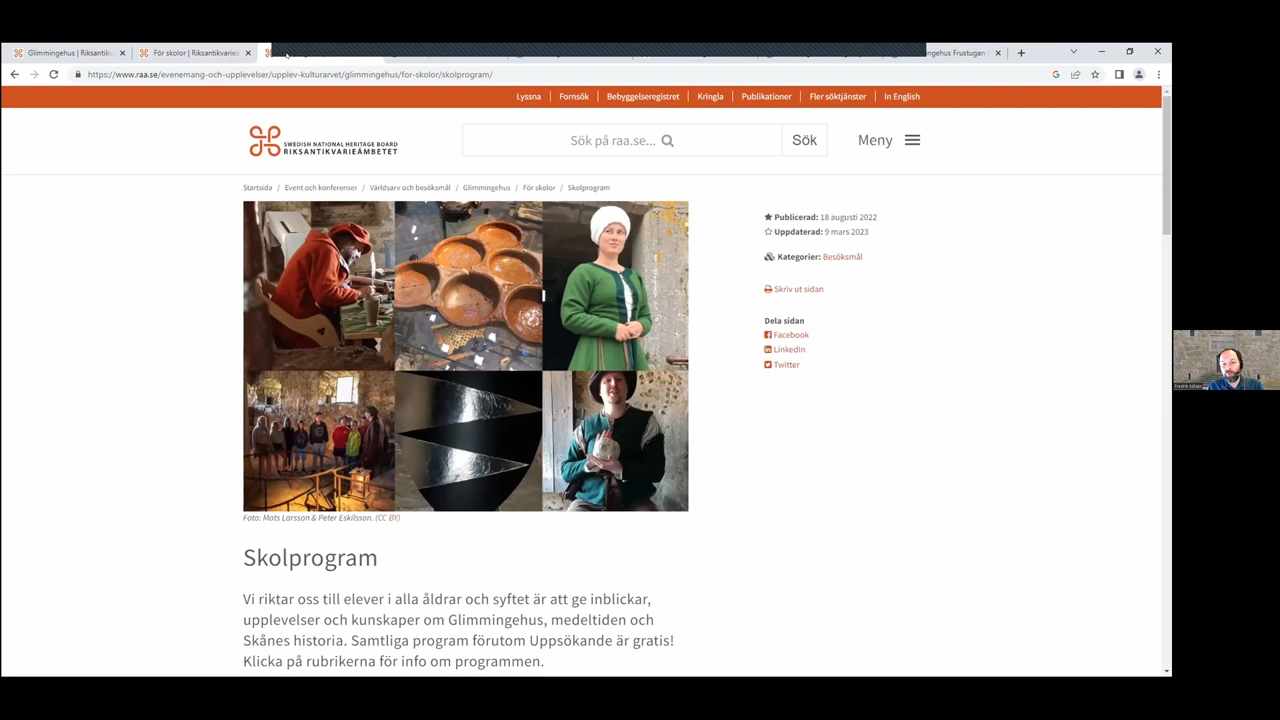 Glimmingehus | Riksantikv
För skolor | Riksantikvarieä
ngehus Frustugan
https://www.raa.se/evenemang-och-upplevelser/upplev-kulturarvet/glimmingehus/for-skolor/skolprogram/
Lyssna | Fornsök | Bebyggelseregistret | Kringla | Publikationer | Fler söktjänster | In English
SWEDISH NATIONAL HERITAGE BOARD
RIKSANTIKVARIEÄMBETET
Sök på raa.se...
Sök
Meny
Startsida / Event och konferenser / Världsarv och besöksmål / Glimmingehus / För skolor / Skolprogram
Publicerad: 18 augusti 2022
Uppdaterad: 9 mars 2023
Kategorier: Besöksmål
Skriv ut sidan
Dela sidan
Facebook
LinkedIn
Twitter
Foto: Mats Larsson & Peter Eskilsson. (CC BY)
Skolprogram
Vi riktar oss till elever i alla åldrar och syftet är att ge inblickar,
upplevelser och kunskaper om Glimmingehus, medeltiden och
Skånes historia. Samtliga program förutom Uppsökande är gratis!
Klicka på rubrikerna för info om programmen.